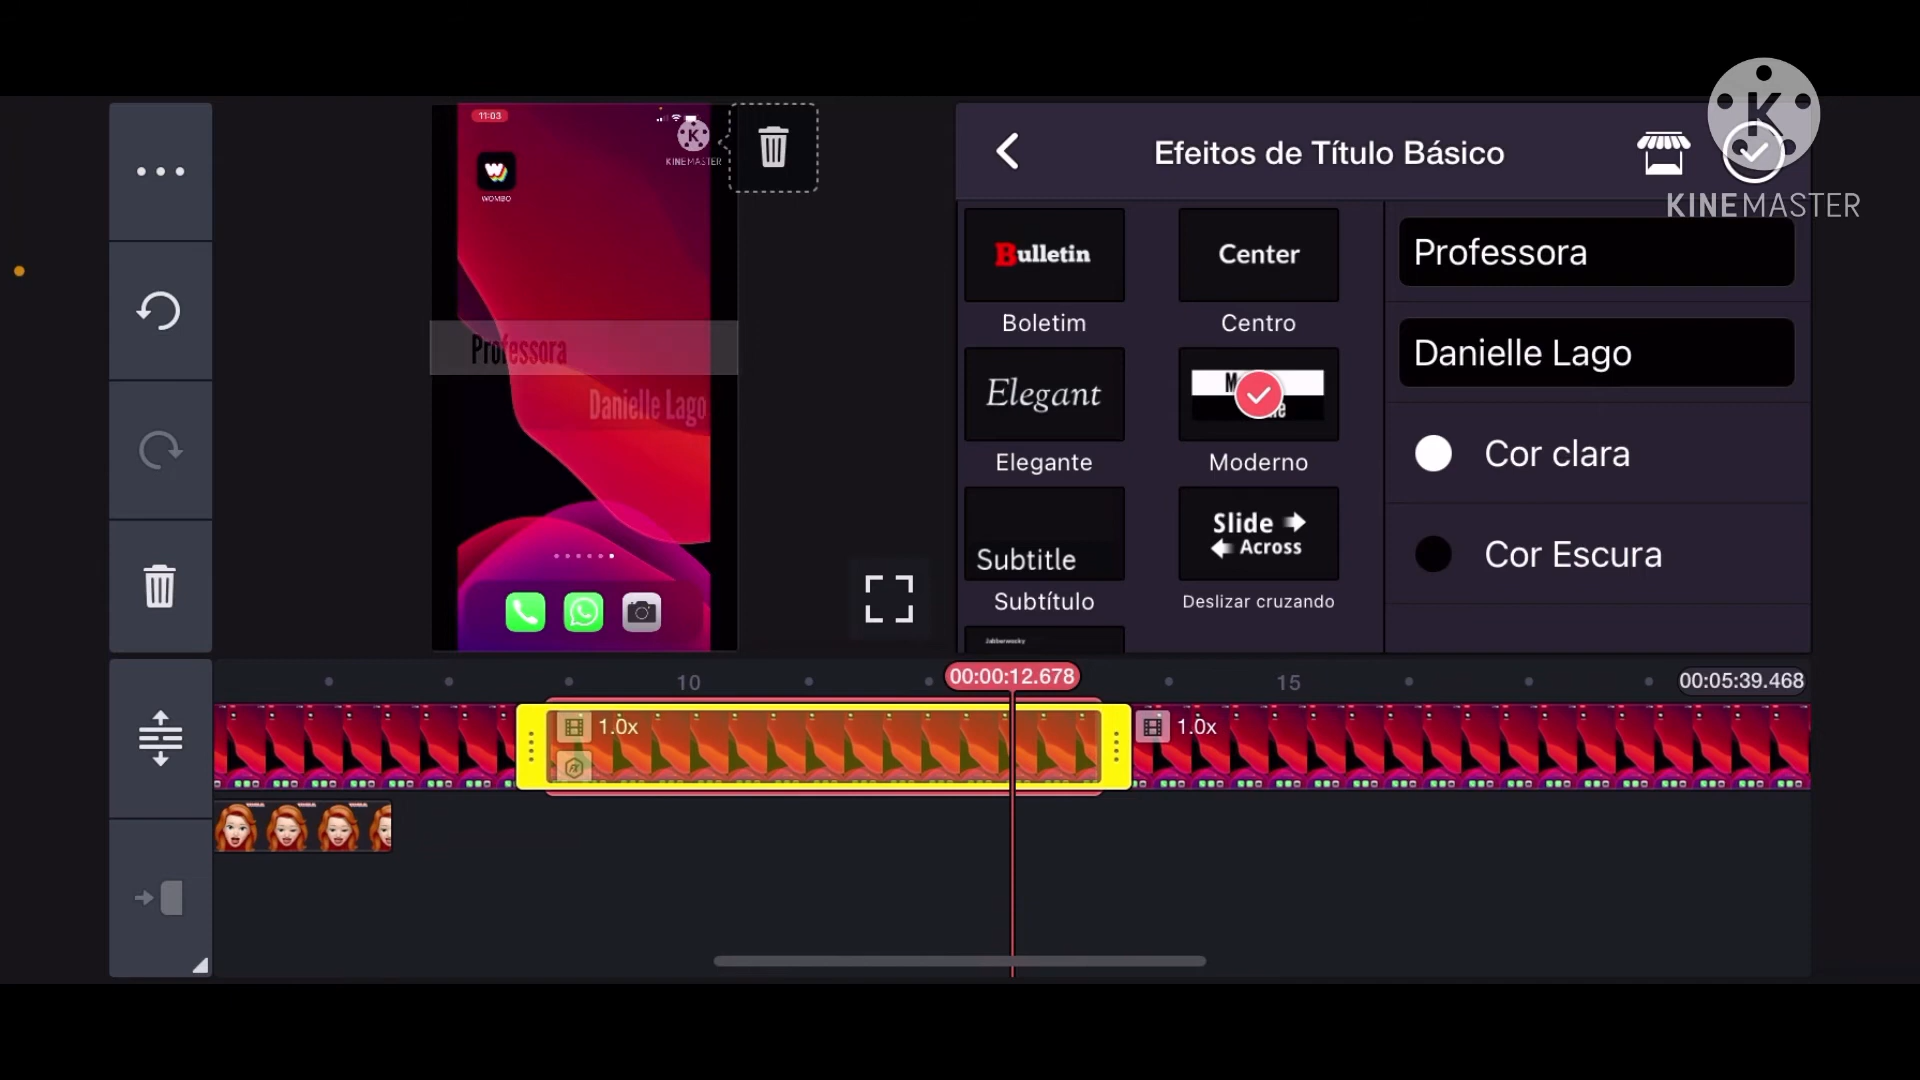 11:03
KINEMASTER
WOMBO
Professora
Danielle Lago
Efeitos de Título Básico
KINEMASTER
Bulletin
Boletim
Center
Centro
Elegant
Elegante
Moderno
Subtitle
Subtítulo
Slide
Across
Deslizar cruzando
Jabberwocky
Professora
Danielle Lago
Cor clara
Cor Escura
10
00:00:12.678
15
00:05:39.468
1.0x
1.0x